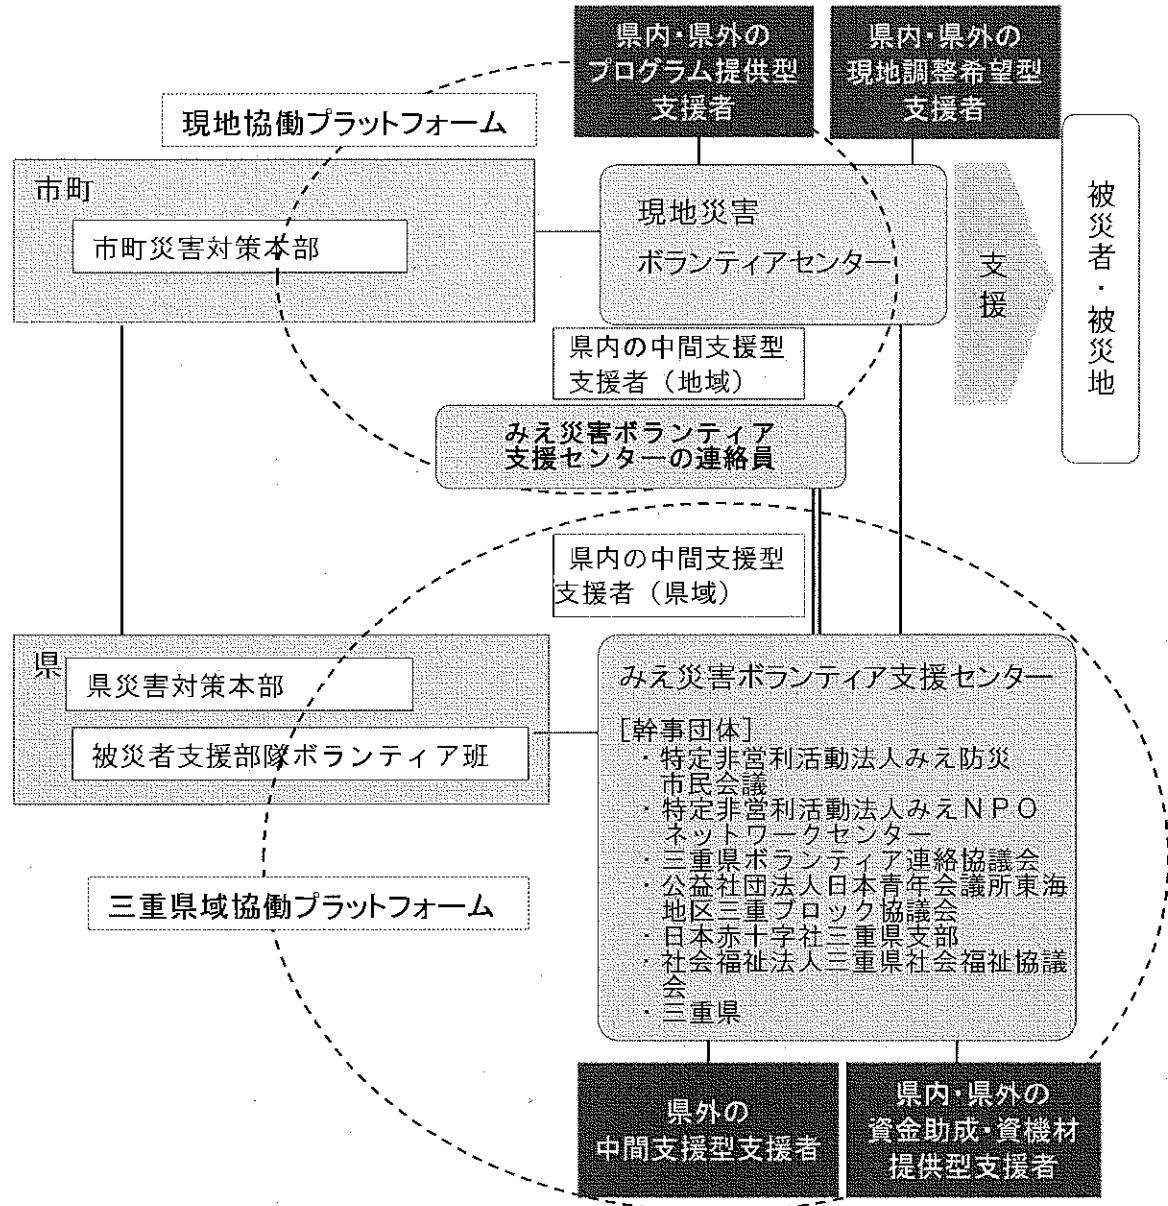 県内・県外の
プログラム提供型
支援者
県内・県外の
現地調整希望型
支援者
現地協働プラットフォーム
市町
市町災害対策本部
現地災害
ボランティアセンター
支援
被災者・被災地
県内の中間支援型
支援者（地域）
みえ災害ボランティア
支援センターの連絡員
県内の中間支援型
支援者（県域）
県
県災害対策本部
被災者支援部隊ボランティア班
みえ災害ボランティア支援センター
［幹事団体］
・特定非営利活動法人みえ防災
市民会議
・特定非営利活動法人みえＮＰＯ
ネットワークセンター
・三重県ボランティア連絡協議会
・公益社団法人日本青年会議所東海
地区三重ブロック協議会
・日本赤十字社三重県支部
・社会福祉法人三重県社会福祉協議
会
・三重県
三重県域協働プラットフォーム
県外の
中間支援型支援者
県内・県外の
資金助成・資機材
提供型支援者